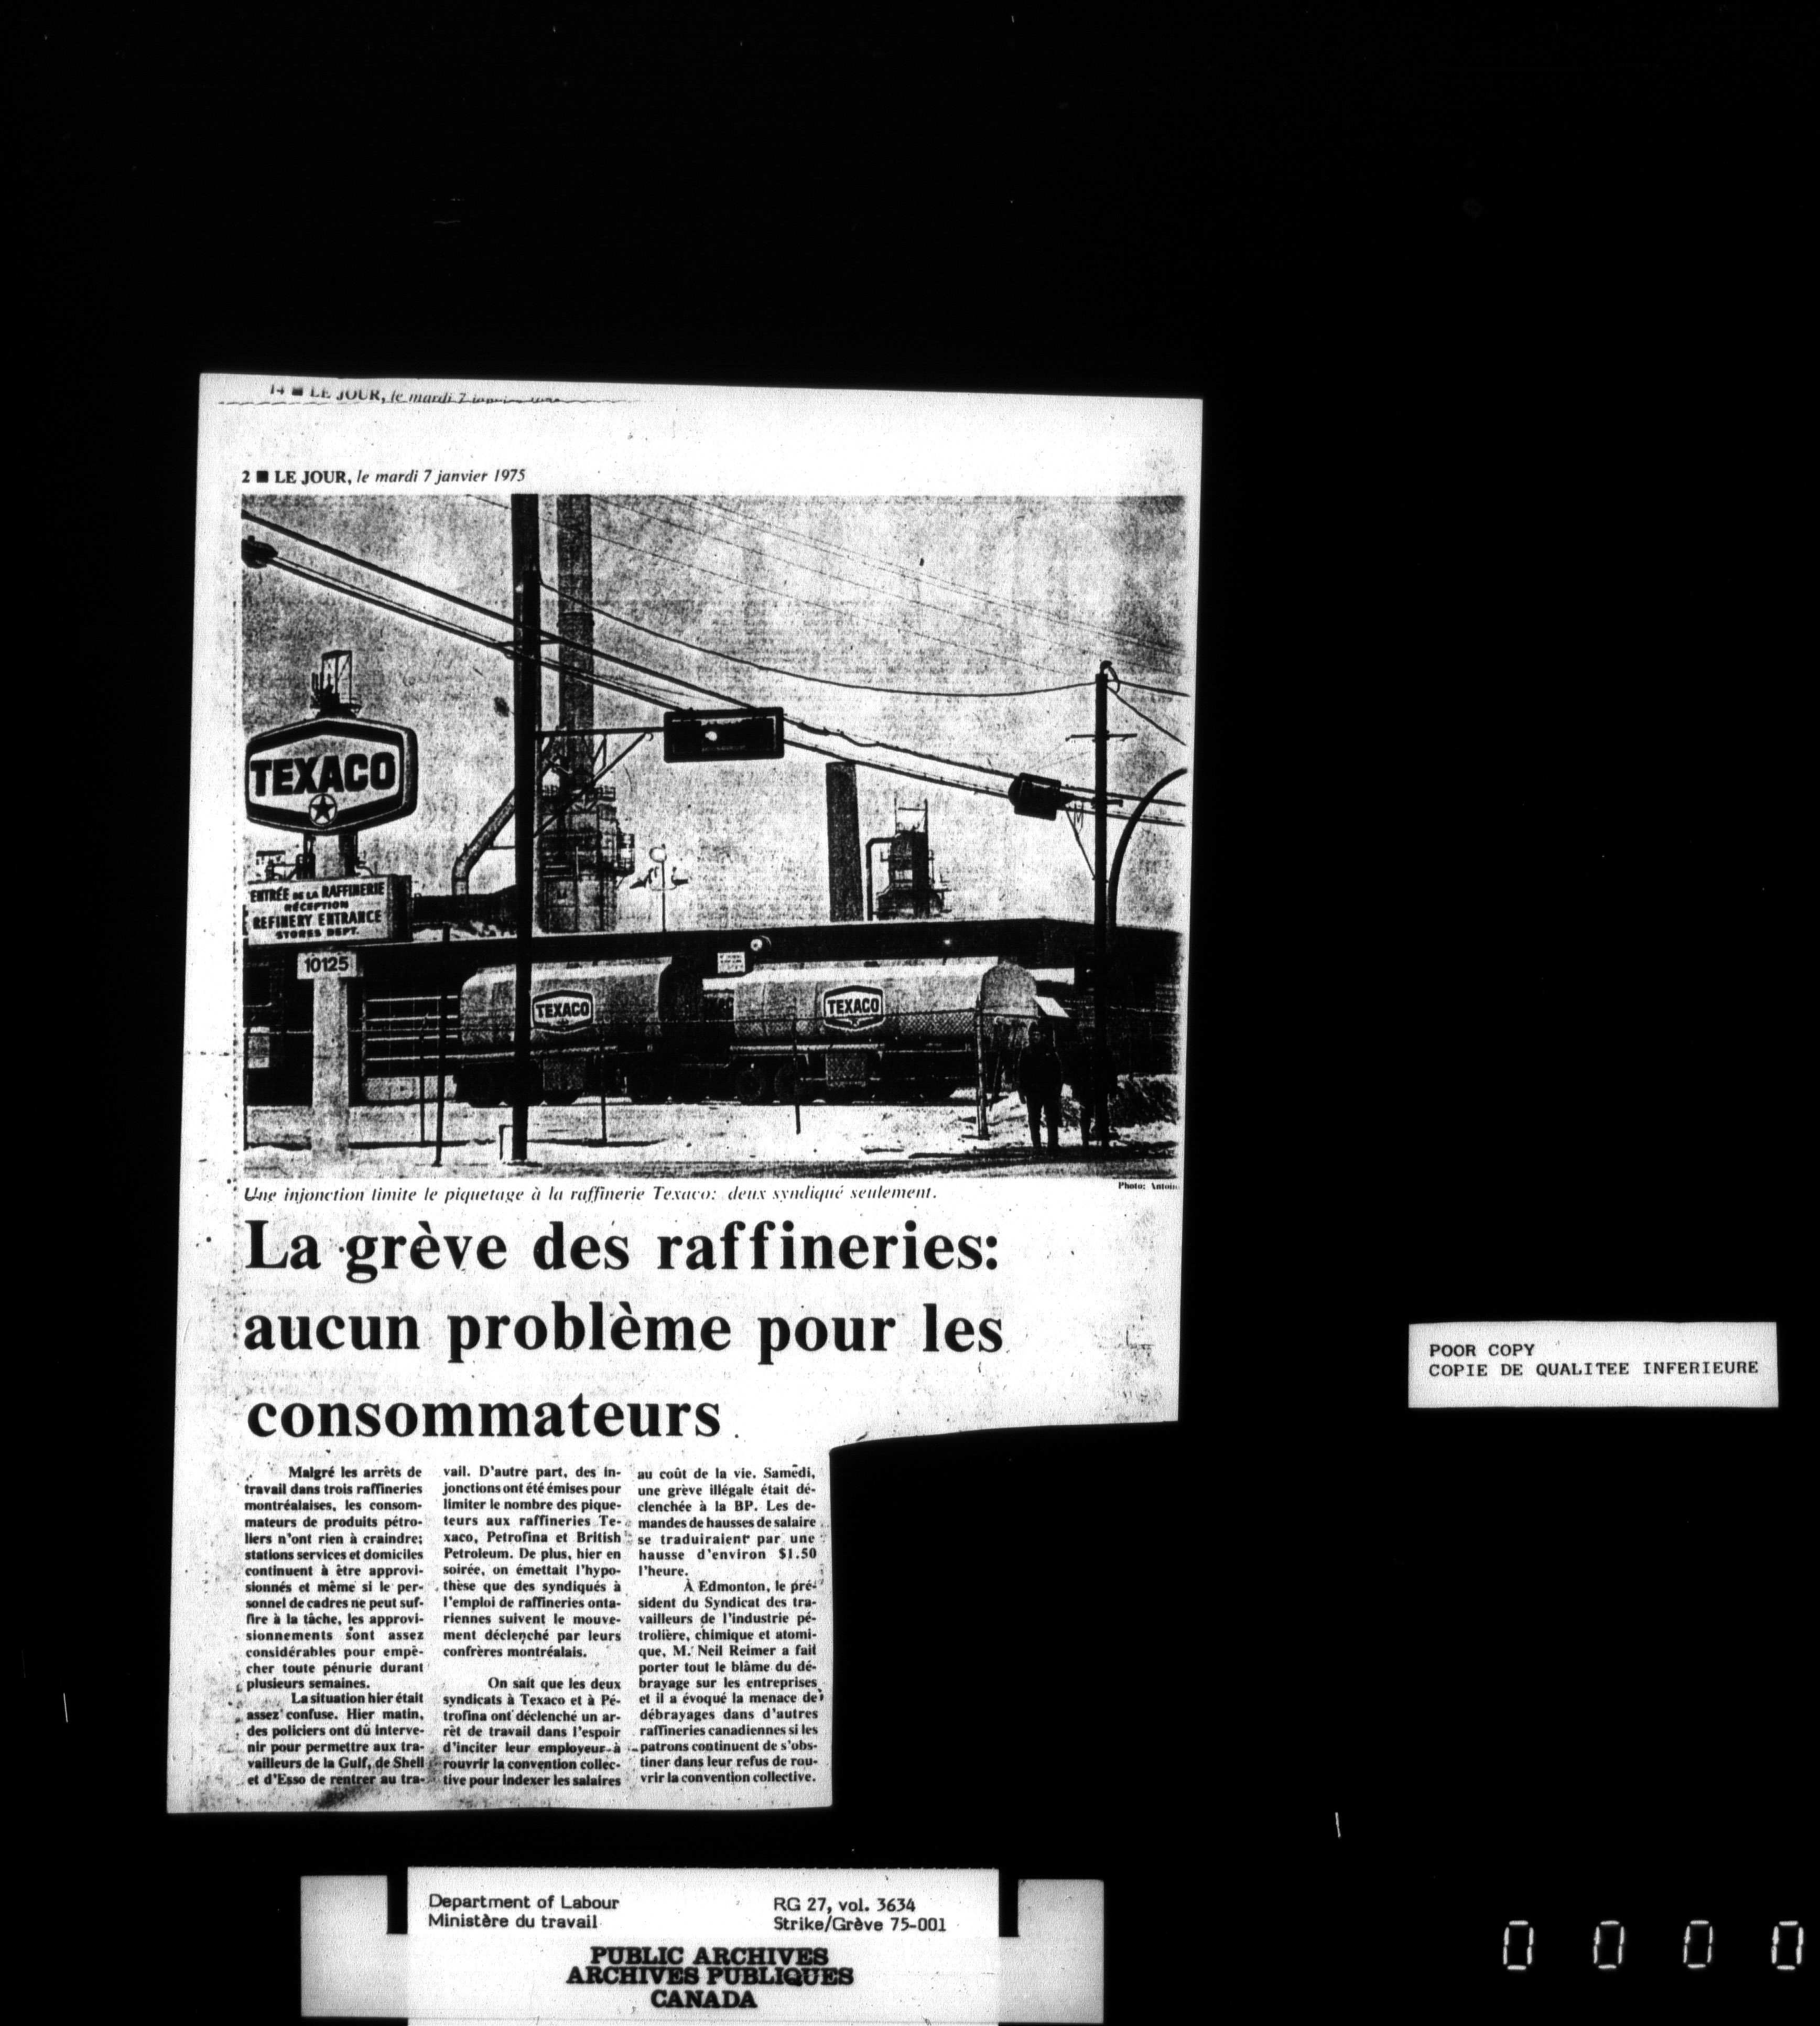 14 ■ LE JOUR, le mardi 7
2 ■ LE JOUR, le mardi 7 janvier 1975
TEXACO
ENTRÉE DE LA RAFFINERIE
RÉCEPTION
REFINERY ENTRANCE
STORES DEPT.
10125
TEXACO
TEXACO
Une injonction limite le piquetage à la raffinerie Texaco: deux syndiqué seulement.
Photo: Antoin
La grève des raffineries:
aucun problème pour les
consommateurs
Malgré les arrêts de
travail dans trois raffineries
montréalaises, les consom-
mateurs de produits pétro-
liers n'ont rien à craindre;
stations services et domiciles
continuent à être approvi-
sionnés et même si le per-
sonnel de cadres ne peut suf-
fire à la tâche, les approvi-
sionnements sont assez
considérables pour empê-
cher toute pénurie durant
plusieurs semaines.
La situation hier était
assez confuse. Hier matin,
des policiers ont dû interve-
nir pour permettre aux tra-
vailleurs de la Gulf, de Shell
et d'Esso de rentrer au tra-
vail. D'autre part, des in-
jonctions ont été émises pour
limiter le nombre des pique-
teurs aux raffineries Te-
xaco, Petrofina et British
Petroleum. De plus, hier en
soirée, on émettait l'hypo-
thèse que des syndiqués à
l'emploi de raffineries onta-
riennes suivent le mouve-
ment déclenché par leurs
confrères montréalais.
On sait que les deux
syndicats à Texaco et à Pé-
trofina ont déclenché un ar-
rêt de travail dans l'espoir
d'inciter leur employeur à
rouvrir la convention collec-
tive pour indexer les salaires
au coût de la vie. Samedi,
une grève illégale était dé-
clenchée à la BP. Les de-
mandes de hausses de salaire
se traduiraient par une
hausse d'environ $1.50
l'heure.
À Edmonton, le pré-
sident du Syndicat des tra-
vailleurs de l'industrie pé-
trolière, chimique et atomi-
que, M. Neil Reimer a fait
porter tout le blâme du dé-
brayage sur les entreprises
et il a évoqué la menace de
débrayages dans d'autres
raffineries canadiennes si les
patrons continuent de s'obs-
tiner dans leur refus de rou-
vrir la convention collective.
POOR COPY
COPIE DE QUALITEE INFERIEURE
Department of Labour
Ministère du travail
RG 27, vol. 3634
Strike/Grève 75-001
PUBLIC ARCHIVES
ARCHIVES PUBLIQUES
CANADA
0 0 0 0